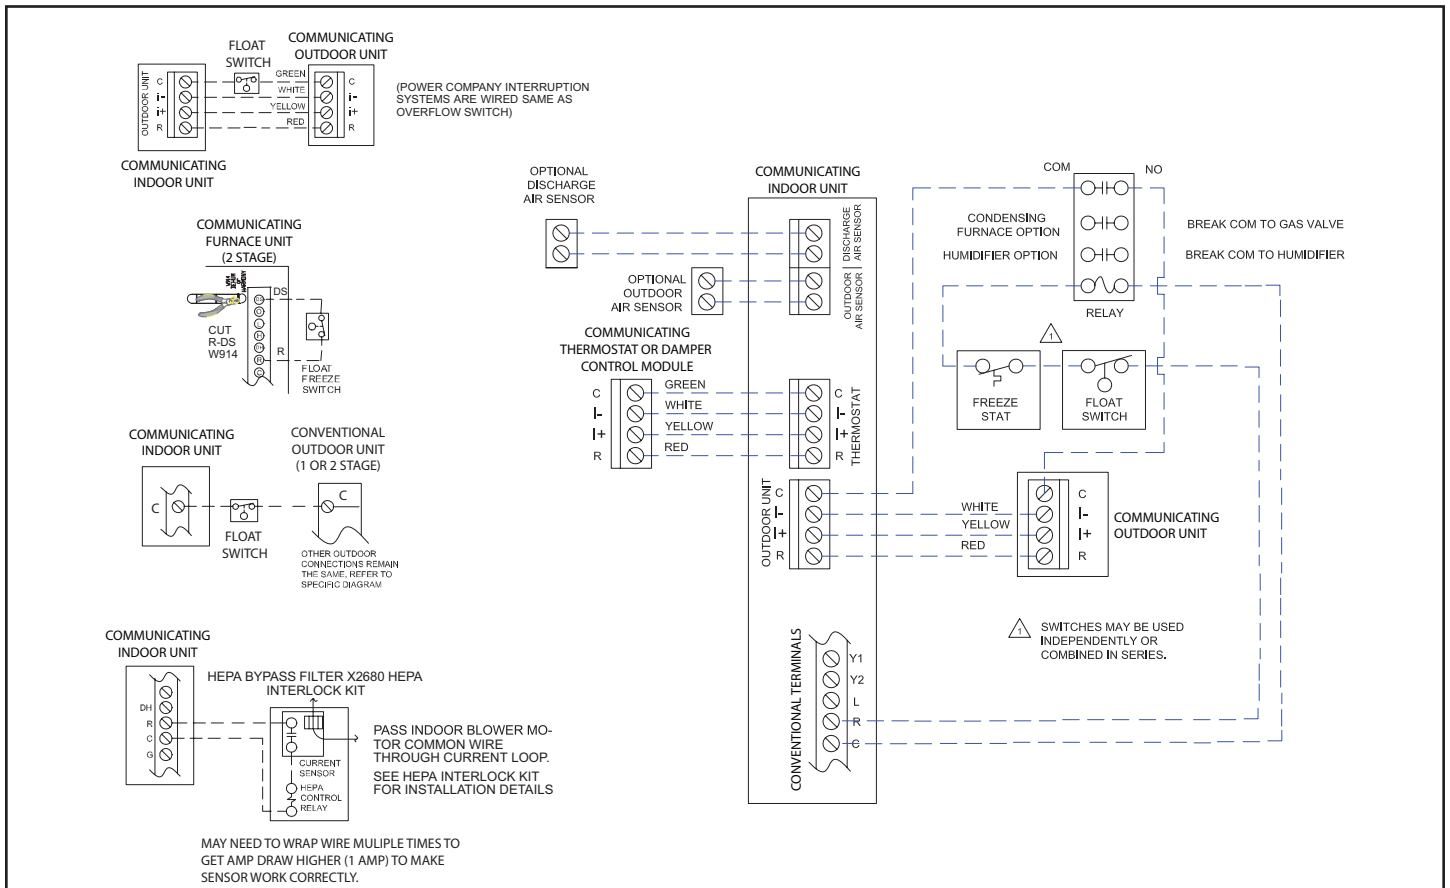 FLOAT
SWITCH
COMMUNICATING
OUTDOOR UNIT
OUTDOOR UNIT
C
i-
i+
R
GREEN
WHITE
YELLOW
RED
C
i-
i+
R
(POWER COMPANY INTERRUPTION
SYSTEMS ARE WIRED SAME AS
OVERFLOW SWITCH)
COMMUNICATING
INDOOR UNIT
COMMUNICATING
FURNACE UNIT
(2 STAGE)
DS
CUT
R-DS
W914
DS
O
L
H
DH
R
C
R
FLOAT
FREEZE
SWITCH
COMMUNICATING
INDOOR UNIT
CONVENTIONAL
OUTDOOR UNIT
(1 OR 2 STAGE)
C
C
FLOAT
SWITCH
OTHER OUTDOOR
CONNECTIONS REMAIN
THE SAME, REFER TO
SPECIFIC DIAGRAM
COMMUNICATING
INDOOR UNIT
DH
R
C
G
HEPA BYPASS FILTER X2680 HEPA
INTERLOCK KIT
CURRENT
SENSOR
HEPA
CONTROL
RELAY
PASS INDOOR BLOWER MO-
TOR COMMON WIRE
THROUGH CURRENT LOOP.
SEE HEPA INTERLOCK KIT
FOR INSTALLATION DETAILS
MAY NEED TO WRAP WIRE MULIPLE TIMES TO
GET AMP DRAW HIGHER (1 AMP) TO MAKE
SENSOR WORK CORRECTLY.
OPTIONAL
DISCHARGE
AIR SENSOR
COMMUNICATING
INDOOR UNIT
DISCHARGE
AIR SENSOR
OPTIONAL
OUTDOOR
AIR SENSOR
OUTDOOR
AIR SENSOR
COMMUNICATING
THERMOSTAT OR DAMPER
CONTROL MODULE
C
I-
I+
R
GREEN
WHITE
YELLOW
RED
C
I-
I+
R
THERMOSTAT
OUTDOOR UNIT
C
I-
I+
R
WHITE
YELLOW
RED
C
I-
I+
R
COMMUNICATING
OUTDOOR UNIT
CONVENTIONAL TERMINALS
Y1
Y2
L
R
C
COM
NO
CONDENSING
FURNACE OPTION
BREAK COM TO GAS VALVE
HUMIDIFIER OPTION
BREAK COM TO HUMIDIFIER
RELAY
1
FREEZE
STAT
FLOAT
SWITCH
1
SWITCHES MAY BE USED
INDEPENDENTLY OR
COMBINED IN SERIES.